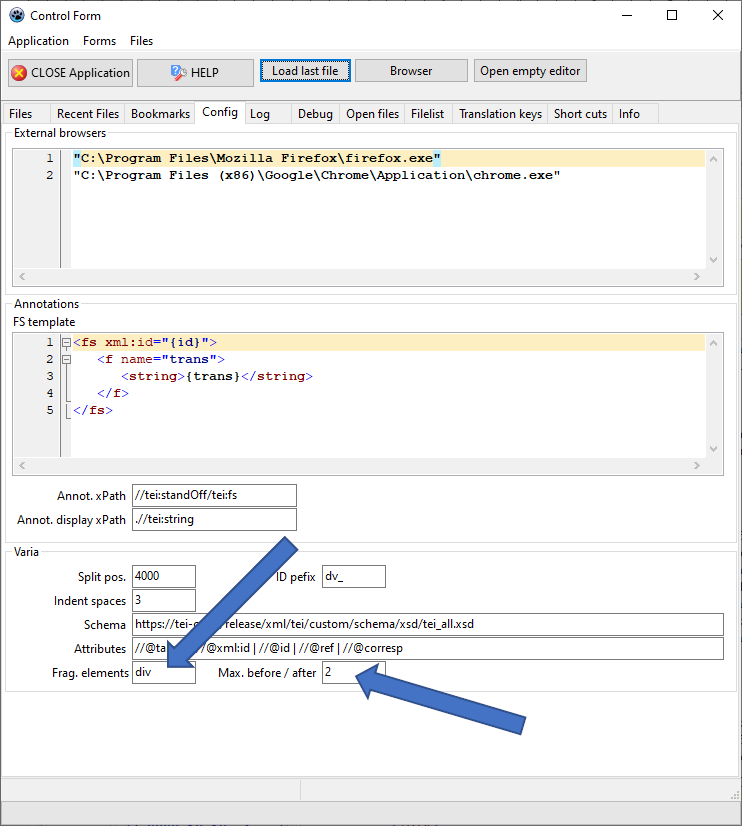 Control Form
Application Forms Files
CLOSE Application HELP Load last file Browser Open empty editor
Files Recent Files Bookmarks Config Log Debug Open files Filelist Translation keys Short cuts Info
External browsers
1 "C:\Program Files\Mozilla Firefox\firefox.exe"
2 "C:\Program Files (x86)\Google\Chrome\Application\chrome.exe"
Annotations
FS template
1 <fs xml:id="{id}">
2 <f name="trans">
3 <string>{trans}</string>
4 </f>
5 </fs>
Annot. xPath //tei:standOff/tei:fs
Annot. display xPath .//tei:string
Varia
Split pos. 4000 ID pefix dv_
Indent spaces 3
Schema https://tei-release/xml/tei/custom/schema/xsd/tei_all.xsd
Attributes //@ta /@xml:id | //@id | //@ref | //@corresp
Frag. elements div Max. before / after 2